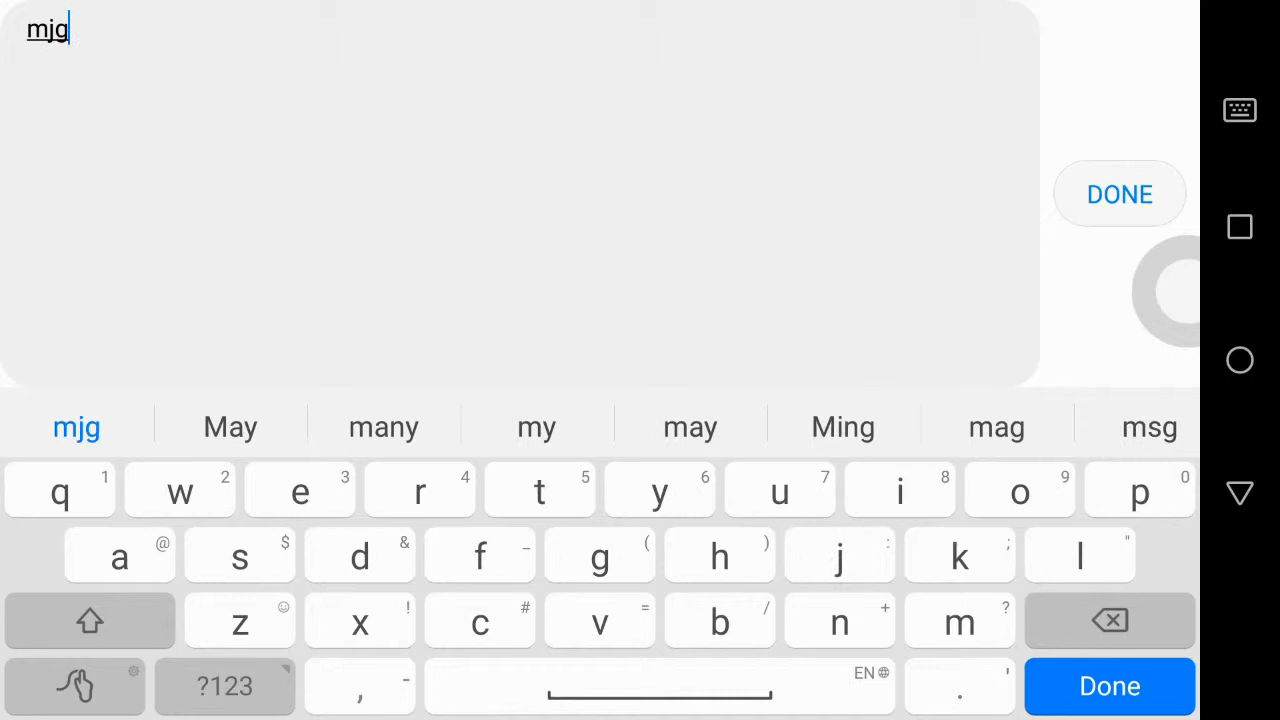 mjg
DONE
mjg May many my may Ming mag msg
q 1 w 2 e 3 r 4 t 5 y 6 u 7 i 8 o 9 p 0
a @ s $ d & f _ g ( h ) j : k ; l "
z x ! c # v = b / n + m ?
?123 , - EN . ' Done